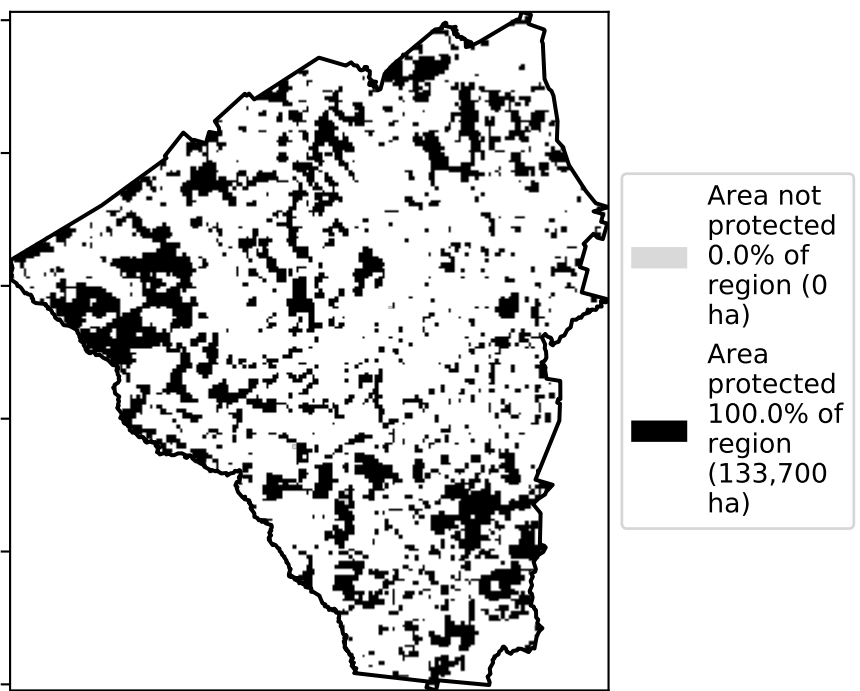 Area not
protected
0.0% of
region (0
ha)
Area
protected
100.0% of
region
(133,700
ha)